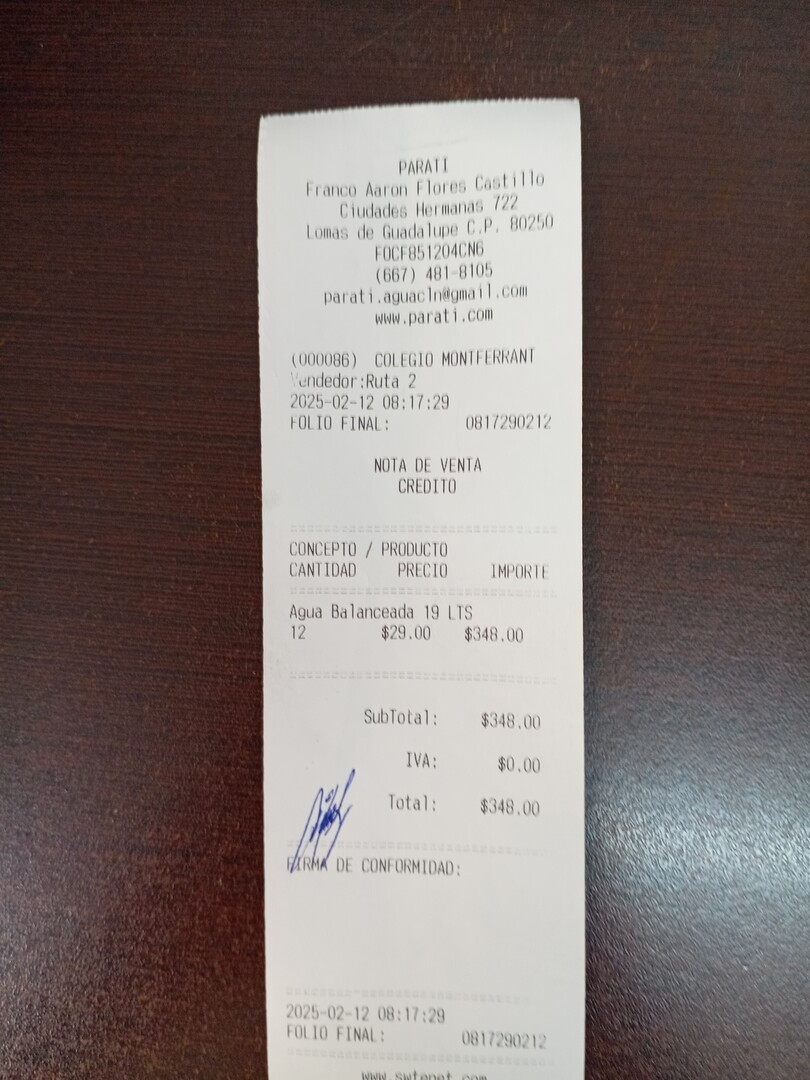 PARATI
Franco Aaron Flores Castillo
Ciudades Hermanas 722
Lomas de Guadalupe C.P. 80250
FOCF851204CN6
(667) 481-8105
parati.aguacln@gmail.com
www.parati.com
(000086) COLEGIO MONTFERRANT
Vendedor:Ruta 2
2025-02-12 08:17:29
FOLIO FINAL: 0817290212
NOTA DE VENTA
CREDITO
CONCEPTO / PRODUCTO
CANTIDAD PRECIO IMPORTE
Agua Balanceada 19 LTS
12 $29.00 $348.00
SubTotal: $348.00
IVA: $0.00
Total: $348.00
FIRMA DE CONFORMIDAD:
2025-02-12 08:17:29
FOLIO FINAL: 0817290212
www.swtenet.com